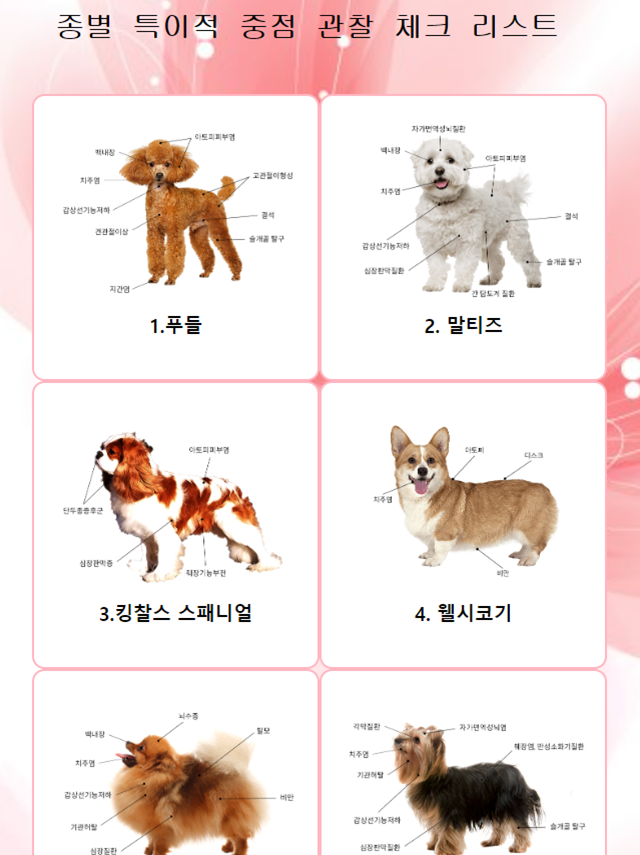 종별 특이적 중점 관찰 체크 리스트
아토피피부염
백내장
치주염
고관절이형성
갑상선기능저하
결석
견관절이상
슬개골 탈구
지간염
1.푸들
자가면역성뇌질환
백내장
아토피피부염
치주염
결석
갑상선기능저하
심장판막질환
슬개골 탈구
간 담도계 질환
2. 말티즈
아토피피부염
단두종증후군
심장판막증
췌장기능부전
3.킹찰스 스패니얼
아토피
디스크
치주염
비만
4. 웰시코기
뇌수종
백내장
탈모
치주염
갑상선기능저하
비만
기관허탈
심장질환
각막질환
자가면역성뇌염
치주염
췌장염, 만성소화기질환
기관허탈
갑상선기능저하
슬개골 탈구
심장판막질환